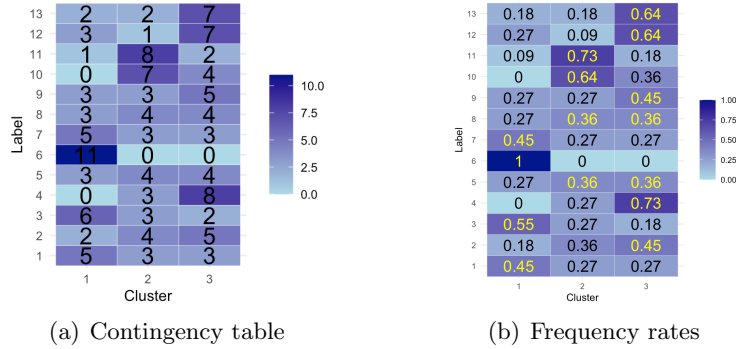 13 2 2 7
12 3 1 7
11 1 8 2
10 0 7 4
9 3 3 5
8 3 4 4
7 5 3 3
6 11 0 0
5 3 4 4
4 0 3 8
3 6 3 2
2 2 4 5
1 5 3 3
1 2 3
Cluster
Label
10.0
7.5
5.0
2.5
0.0
(a) Contingency table
13 0.18 0.18 0.64
12 0.27 0.09 0.64
11 0.09 0.73 0.18
10 0 0.64 0.36
9 0.27 0.27 0.45
8 0.27 0.36 0.36
7 0.45 0.27 0.27
6 1 0 0
5 0.27 0.36 0.36
4 0 0.27 0.73
3 0.55 0.27 0.18
2 0.18 0.36 0.45
1 0.45 0.27 0.27
1 2 3
Cluster
Label
1.00
0.75
0.50
0.25
0.00
(b) Frequency rates